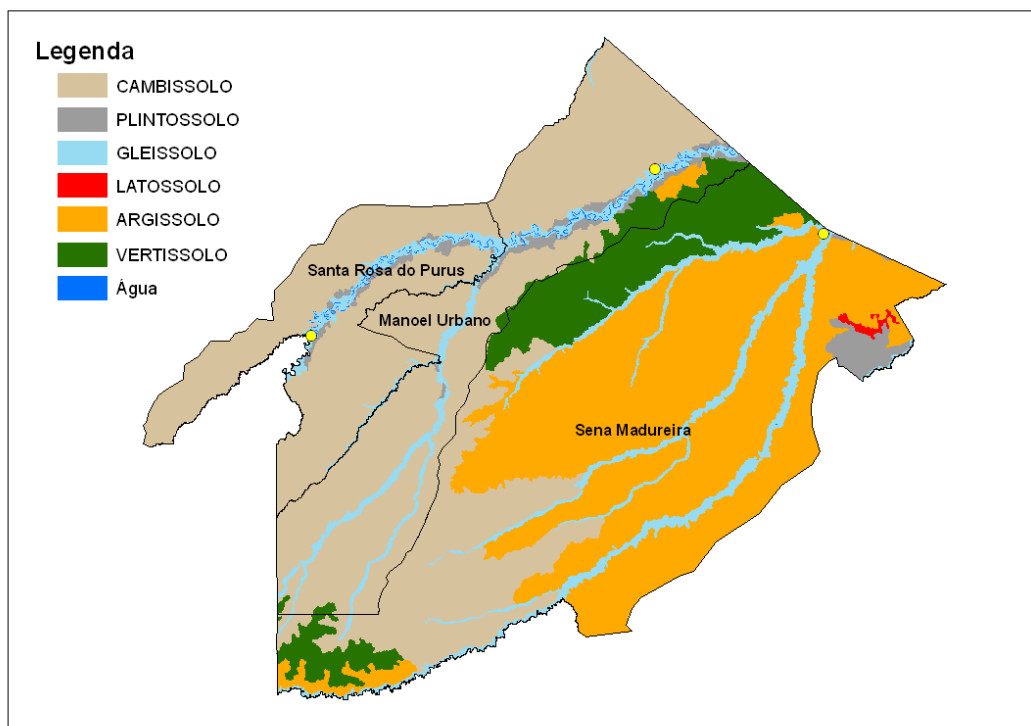 Legenda
CAMBISSOLO
PLINTOSSOLO
GLEISSOLO
LATOSSOLO
ARGISSOLO
VERTISSOLO
Água
Santa Rosa do Purus
Manoel Urbano
Sena Madureira